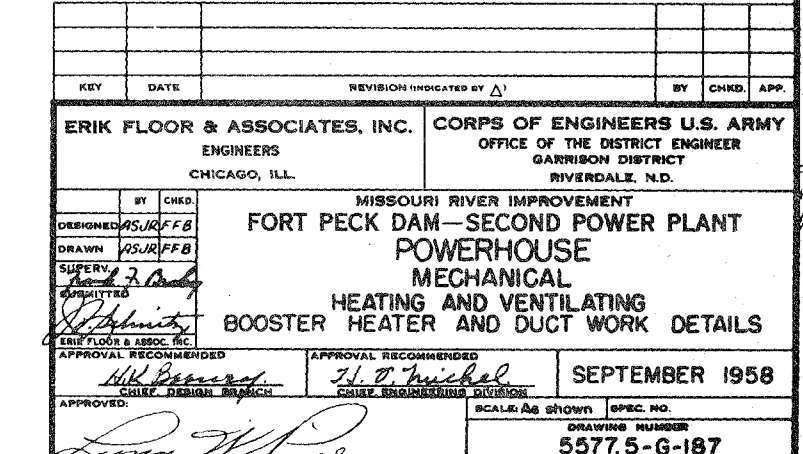 KEY DATE REVISION (INDICATED BY △) BY CHKD. APP.
ERIK FLOOR & ASSOCIATES, INC.
ENGINEERS
CHICAGO, ILL.
CORPS OF ENGINEERS U.S. ARMY
OFFICE OF THE DISTRICT ENGINEER
GARRISON DISTRICT
RIVERDALE, N.D.
BY CHKD.
DESIGNED ASJR FFB
DRAWN ASJR FFB
SUPERV.
SUBMITTED
ERIK FLOOR & ASSOC. INC.
MISSOURI RIVER IMPROVEMENT
FORT PECK DAM—SECOND POWER PLANT
POWERHOUSE
MECHANICAL
HEATING AND VENTILATING
BOOSTER HEATER AND DUCT WORK DETAILS
APPROVAL RECOMMENDED
CHIEF DESIGN BRANCH
APPROVAL RECOMMENDED
H. J. Michel
CHIEF ENGINEERING DIVISION
SEPTEMBER 1958
APPROVED:
SCALE: As shown SPEC. NO.
DRAWING NUMBER
5577.5-G-187